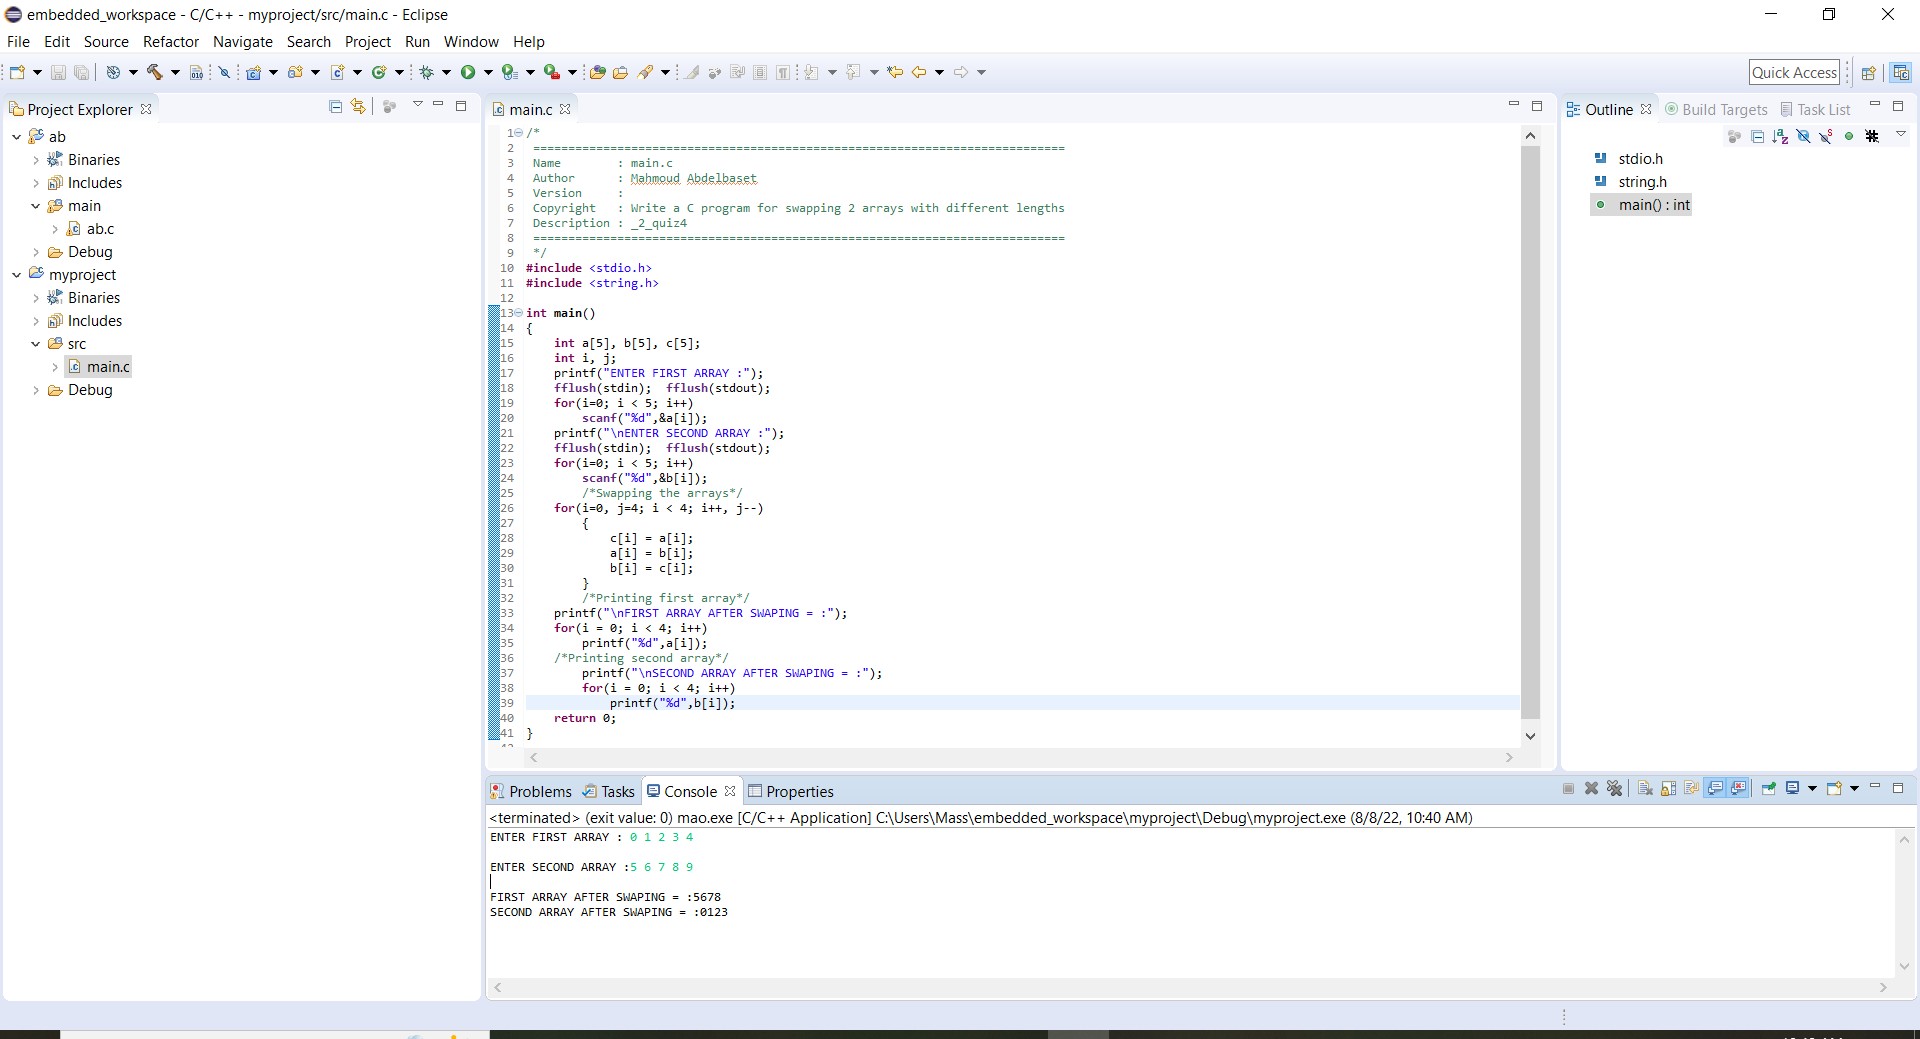 embedded_workspace - C/C++ - myproject/src/main.c - Eclipse
File Edit Source Refactor Navigate Search Project Run Window Help
Quick Access
Project Explorer
ab
Binaries
Includes
main
ab.c
Debug
myproject
Binaries
Includes
src
main.c
Debug
main.c
1 /*
2 ============================================================================
3 Name        : main.c
4 Author      : Mahmoud Abdelbaset
5 Version     :
6 Copyright   : Write a C program for swapping 2 arrays with different lengths
7 Description : _2_quiz4
8 ============================================================================
9 */
10 #include <stdio.h>
11 #include <string.h>
12
13 int main()
14 {
15     int a[5], b[5], c[5];
16     int i, j;
17     printf("ENTER FIRST ARRAY :");
18     fflush(stdin);  fflush(stdout);
19     for(i=0; i < 5; i++)
20         scanf("%d",&a[i]);
21     printf("\nENTER SECOND ARRAY :");
22     fflush(stdin);  fflush(stdout);
23     for(i=0; i < 5; i++)
24         scanf("%d",&b[i]);
25         /*Swapping the arrays*/
26     for(i=0, j=4; i < 4; i++, j--)
27         {
28             c[i] = a[i];
29             a[i] = b[i];
30             b[i] = c[i];
31         }
32         /*Printing first array*/
33     printf("\nFIRST ARRAY AFTER SWAPING = :");
34     for(i = 0; i < 4; i++)
35         printf("%d",a[i]);
36     /*Printing second array*/
37         printf("\nSECOND ARRAY AFTER SWAPING = :");
38         for(i = 0; i < 4; i++)
39             printf("%d",b[i]);
40     return 0;
41 }
Outline Build Targets Task List
stdio.h
string.h
main() : int
Problems Tasks Console Properties
<terminated> (exit value: 0) mao.exe [C/C++ Application] C:\Users\Mass\embedded_workspace\myproject\Debug\myproject.exe (8/8/22, 10:40 AM)
ENTER FIRST ARRAY : 0 1 2 3 4
ENTER SECOND ARRAY :5 6 7 8 9
FIRST ARRAY AFTER SWAPING = :5678
SECOND ARRAY AFTER SWAPING = :0123